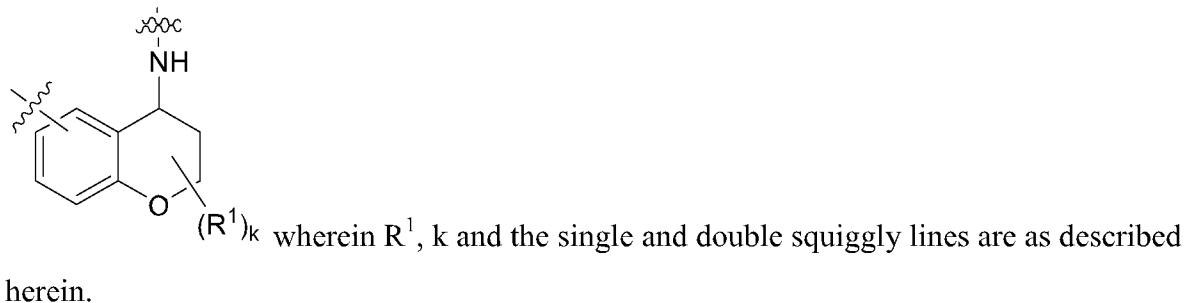 NH
O
(R¹)k wherein R¹, k and the single and double squiggly lines are as described
herein.